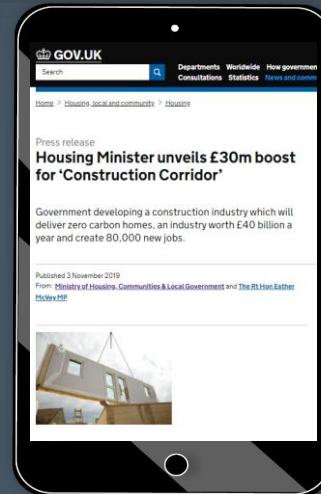 GOV.UK
Search
Departments Worldwide How governmen
Consultations Statistics News and comm
Home > Housing, local and community > Housing
Press release
Housing Minister unveils £30m boost
for ‘Construction Corridor’
Government developing a construction industry which will
deliver zero carbon homes, an industry worth £40 billion a
year and create 80,000 new jobs.
Published 3 November 2019
From: Ministry of Housing, Communities & Local Government and The Rt Hon Esther
McVey MP